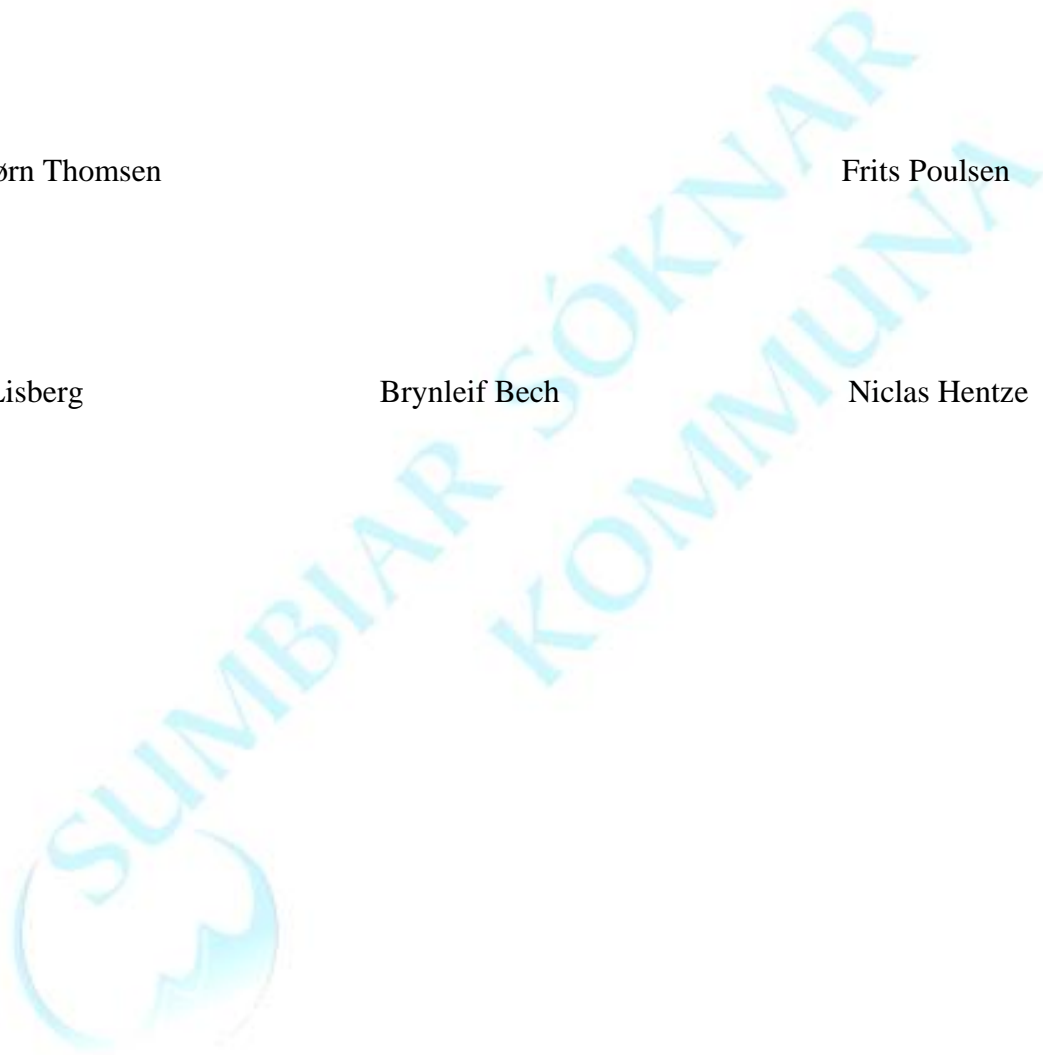 ørn Thomsen Frits Poulsen
Lisberg Brynleif Bech Niclas Hentze
SUMBIAR SÓKNAR
KOMMUNA